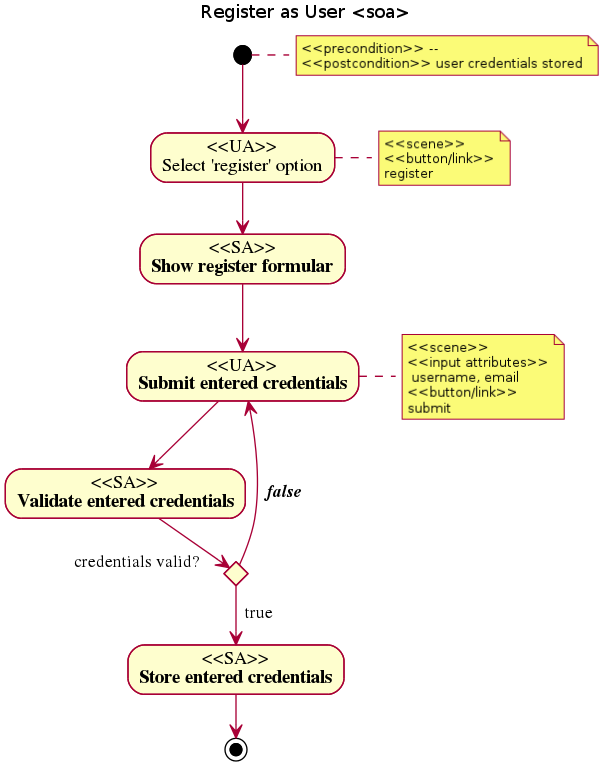 Register as User <soa>
<<precondition>> --
<<postcondition>> user credentials stored
<<UA>>
Select 'register' option
<<scene>>
<<button/link>>
register
<<SA>>
Show register formular
<<UA>>
Submit entered credentials
<<scene>>
<<input attributes>>
username, email
<<button/link>>
submit
<<SA>>
Validate entered credentials
false
credentials valid?
true
<<SA>>
Store entered credentials